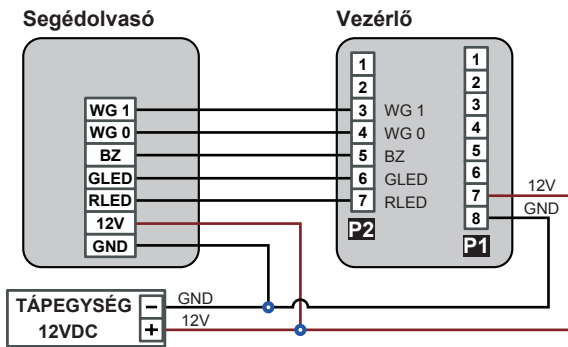 Segédolvasó
Vezérlő
WG 1
WG 0
BZ
GLED
RLED
12V
GND
1
2
3
4
5
6
7
WG 1
WG 0
BZ
GLED
RLED
P2
1
2
3
4
5
6
7
8
P1
12V
GND
TÁPEGYSÉG
12VDC
−
+
GND
12V